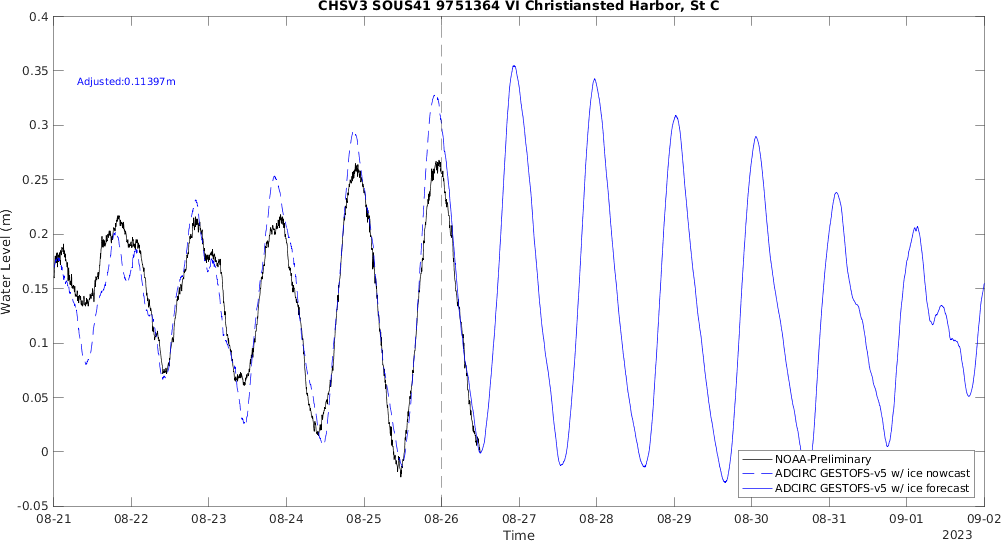 CHSV3 SOUS41 9751364 VI Christiansted Harbor, St C
Adjusted:0.11397m
Water Level (m)
0.4
0.35
0.3
0.25
0.2
0.15
0.1
0.05
0
-0.05
NOAA-Preliminary
ADCIRC GESTOFS-v5 w/ ice nowcast
ADCIRC GESTOFS-v5 w/ ice forecast
08-21 08-22 08-23 08-24 08-25 08-26 08-27 08-28 08-29 08-30 08-31 09-01 09-02
Time
2023